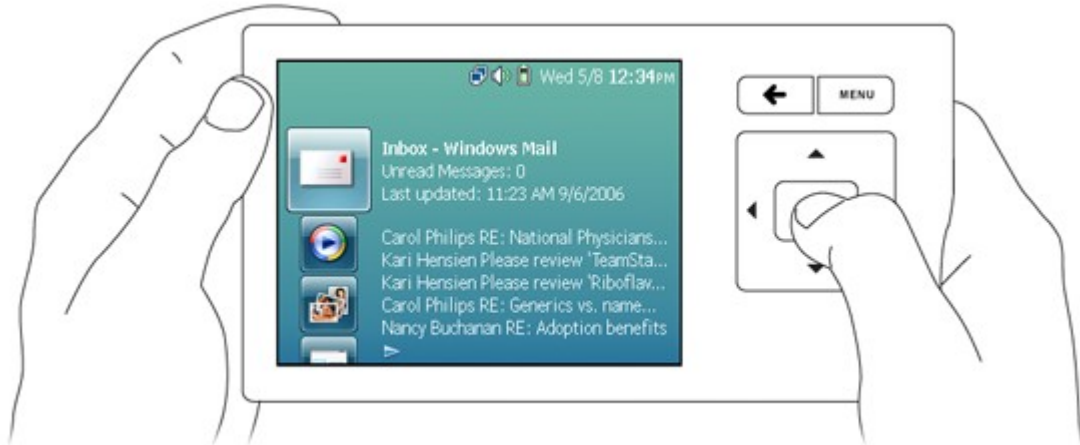 Wed 5/8 12:34PM
MENU
Inbox - Windows Mail
Unread Messages: 0
Last updated: 11:23 AM 9/6/2006
Carol Philips RE: National Physicians...
Kari Hensien Please review 'TeamSta...
Kari Hensien Please review 'Riboflav...
Carol Philips RE: Generics vs. name...
Nancy Buchanan RE: Adoption benefits